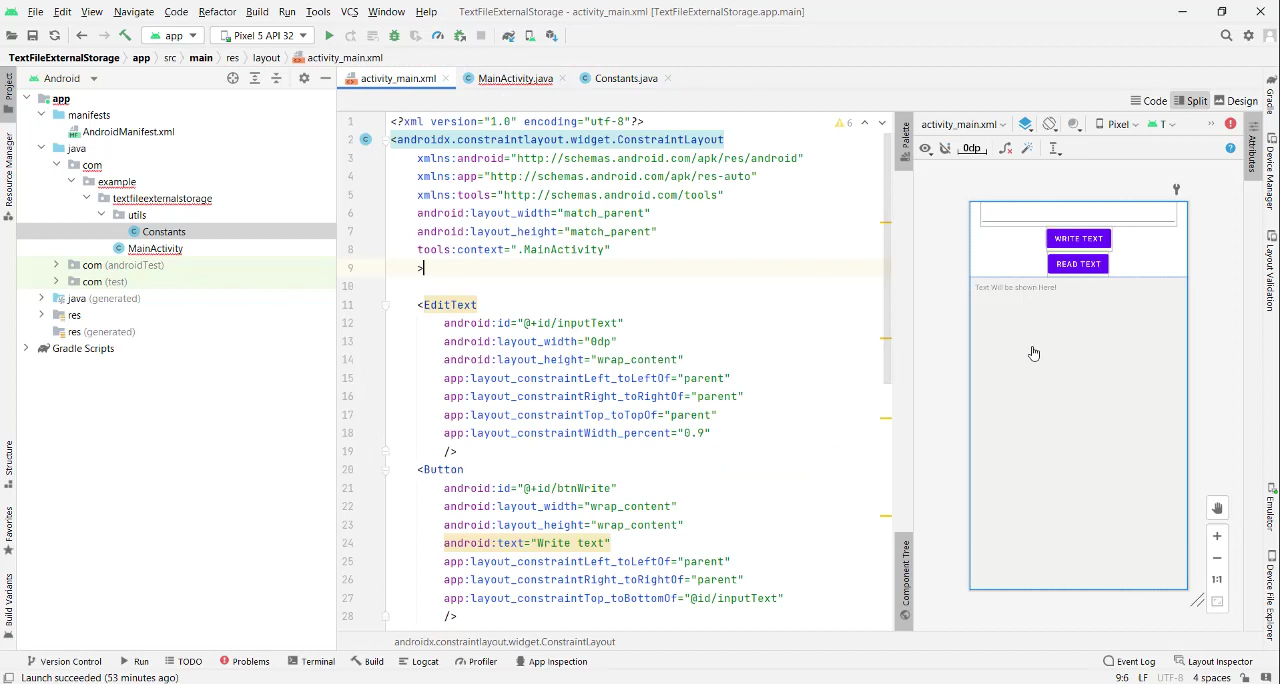 File Edit View Navigate Code Refactor Build Run Tools VCS Window Help TextFileExternalStorage - activity_main.xml [TextFileExternalStorage.app.main]
app Pixel 5 API 32
TextFileExternalStorage app src main res layout activity_main.xml
Android activity_main.xml MainActivity.java Constants.java
Code Split Design
Project
Resource Manager
Structure
Favorites
Build Variants
app
manifests
AndroidManifest.xml
java
com
example
textfileexternalstorage
utils
Constants
MainActivity
com (androidTest)
com (test)
java (generated)
res
res (generated)
Gradle Scripts
1 <?xml version="1.0" encoding="utf-8"?>
2 <androidx.constraintlayout.widget.ConstraintLayout
3 xmlns:android="http://schemas.android.com/apk/res/android"
4 xmlns:app="http://schemas.android.com/apk/res-auto"
5 xmlns:tools="http://schemas.android.com/tools"
6 android:layout_width="match_parent"
7 android:layout_height="match_parent"
8 tools:context=".MainActivity"
9 >
10
11 <EditText
12 android:id="@+id/inputText"
13 android:layout_width="0dp"
14 android:layout_height="wrap_content"
15 app:layout_constraintLeft_toLeftOf="parent"
16 app:layout_constraintRight_toRightOf="parent"
17 app:layout_constraintTop_toTopOf="parent"
18 app:layout_constraintWidth_percent="0.9"
19 />
20 <Button
21 android:id="@+id/btnWrite"
22 android:layout_width="wrap_content"
23 android:layout_height="wrap_content"
24 android:text="Write text"
25 app:layout_constraintLeft_toLeftOf="parent"
26 app:layout_constraintRight_toRightOf="parent"
27 app:layout_constraintTop_toBottomOf="@id/inputText"
28 />
6
androidx.constraintlayout.widget.ConstraintLayout
Palette
Component Tree
activity_main.xml Pixel T
0dp
WRITE TEXT
READ TEXT
Text Will be shown Here!
1:1
Attributes
Gradle
Device Manager
Layout Validation
Emulator
Device File Explorer
Version Control Run TODO Problems Terminal Build Logcat Profiler App Inspection Event Log Layout Inspector
Launch succeeded (53 minutes ago) 9:6 LF UTF-8 4 spaces